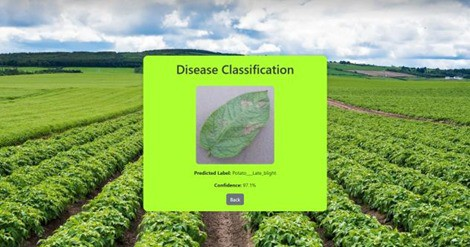 Disease Classification
Predicted Label: Potato___Late_blight
Confidence: 97.1%
Back